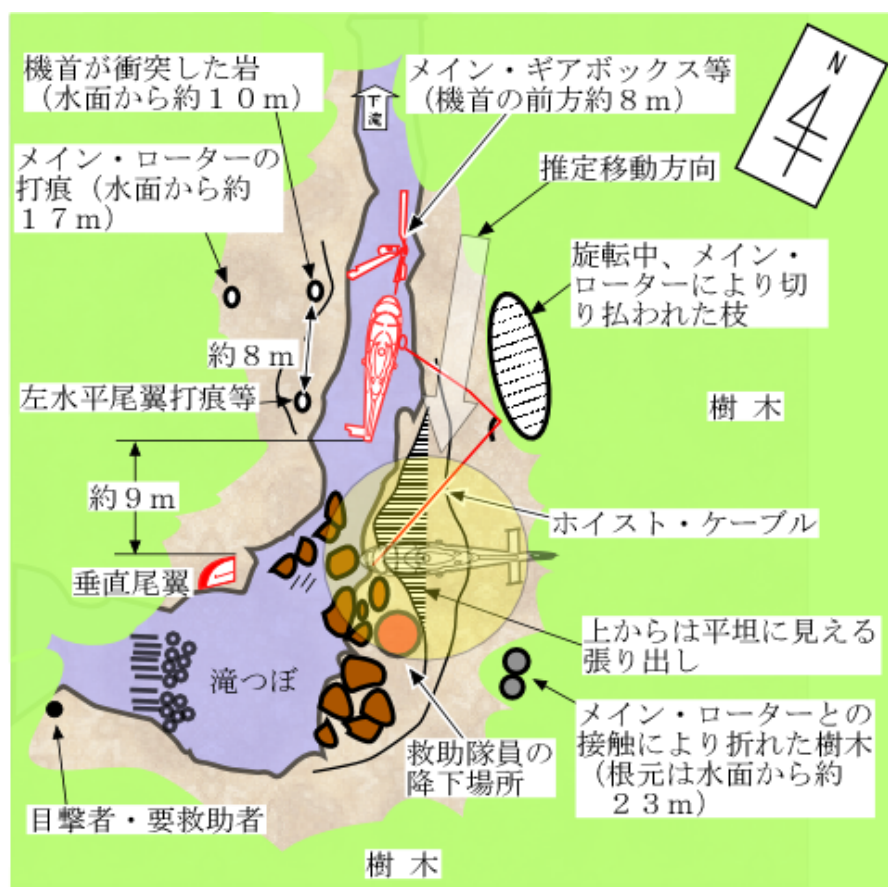 機首が衝突した岩
（水面から約１０ｍ）
メイン・ギアボックス等
（機首の前方約８ｍ）
N
下流
メイン・ローターの
打痕（水面から約
１７ｍ）
推定移動方向
旋転中、メイン・
ローターにより切
り払われた枝
約８ｍ
左水平尾翼打痕等
樹木
約９ｍ
ホイスト・ケーブル
垂直尾翼
上からは平坦に見える
張り出し
滝つぼ
メイン・ローターとの
接触により折れた樹木
（根元は水面から約
２３ｍ）
救助隊員の
降下場所
目撃者・要救助者
樹木